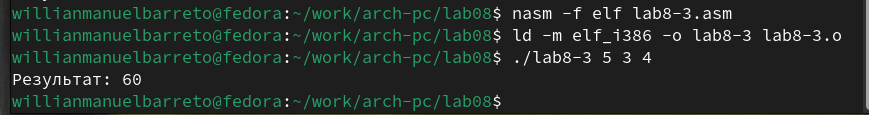 willianmanuelbarreto@fedora:~/work/arch-pc/lab08$ nasm -f elf lab8-3.asm
willianmanuelbarreto@fedora:~/work/arch-pc/lab08$ ld -m elf_i386 -o lab8-3 lab8-3.o
willianmanuelbarreto@fedora:~/work/arch-pc/lab08$ ./lab8-3 5 3 4
Результат: 60
willianmanuelbarreto@fedora:~/work/arch-pc/lab08$